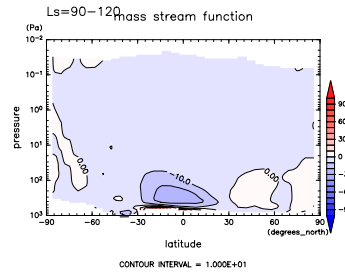 Ls=90-120
mass stream function
(Pa)
10⁻²
10⁻¹
10⁰
10¹
10²
10³
pressure
0.00
-10.0
0.00
-90 -60 -30 0 30 60 90
(degrees_north)
latitude
CONTOUR INTERVAL = 1.000E+01
90
60
30
0